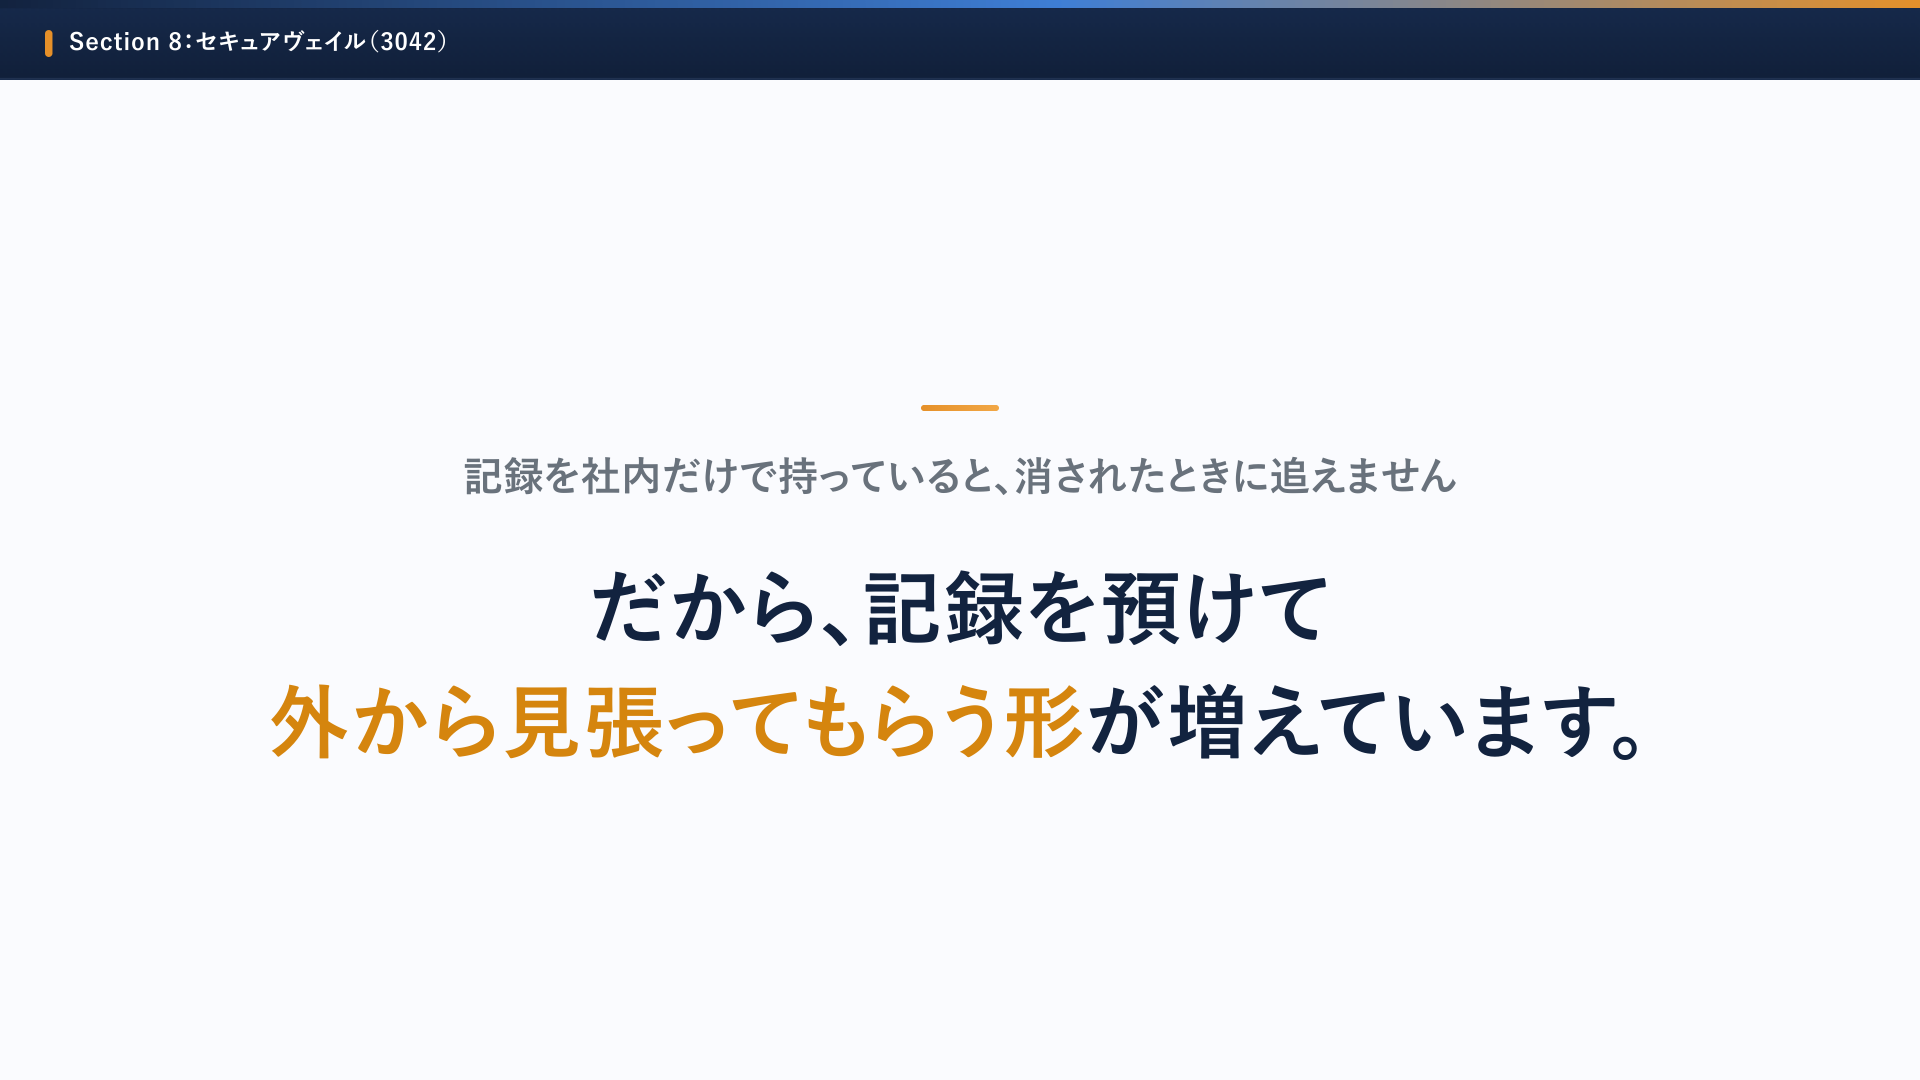 Section 8：セキュアヴェイル（3042）
記録を社内だけで持っていると、消されたときに追えません
だから、記録を預けて
外から見張ってもらう形が増えています。